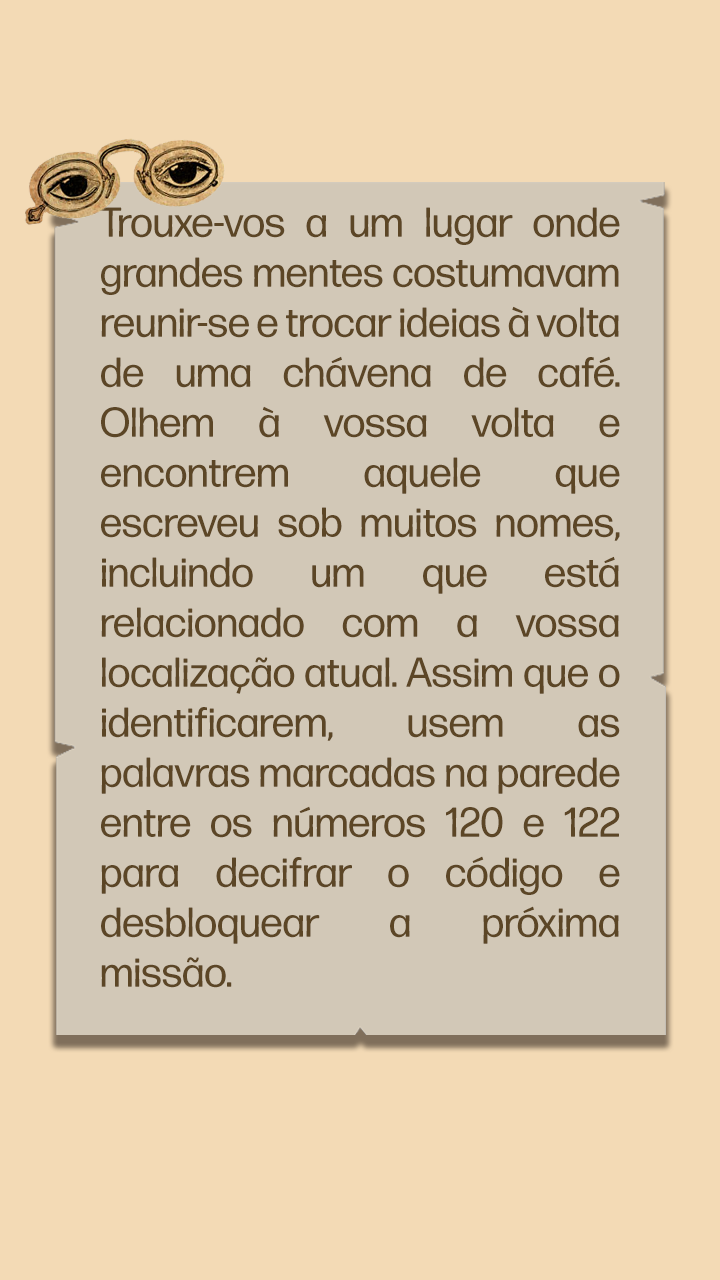 Trouxe-vos a um lugar onde
grandes mentes costumavam
reunir-se e trocar ideias à volta
de uma chávena de café.
Olhem à vossa volta e
encontrem aquele que
escreveu sob muitos nomes,
incluindo um que está
relacionado com a vossa
localização atual. Assim que o
identificarem, usem as
palavras marcadas na parede
entre os números 120 e 122
para decifrar o código e
desbloquear a próxima
missão.